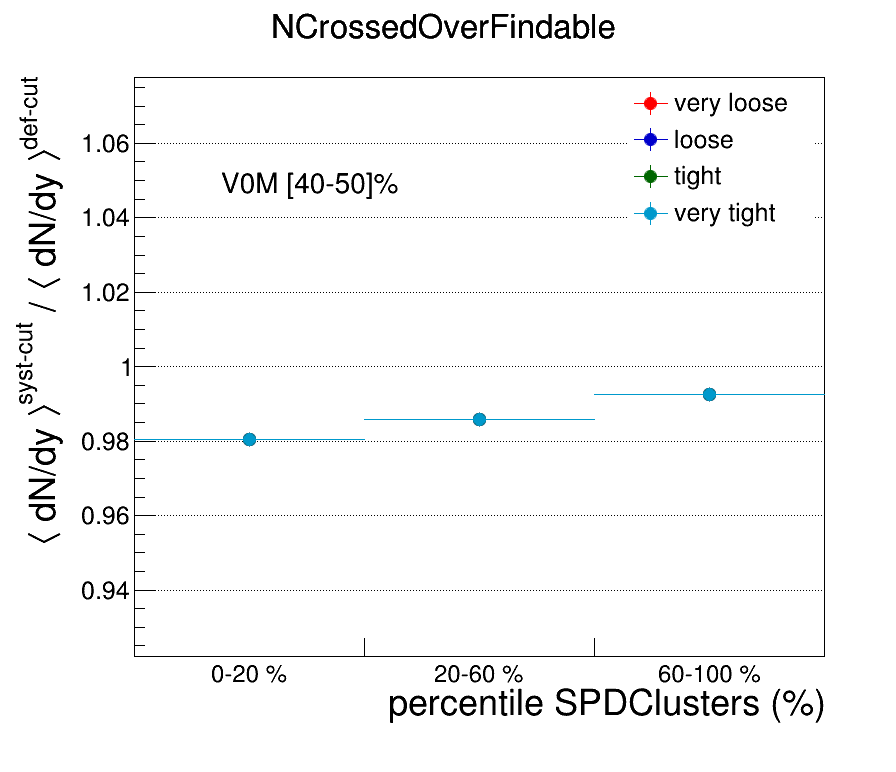 NCrossedOverFindable
⟨ dN/dy ⟩^syst-cut / ⟨ dN/dy ⟩^def-cut
1.06
1.04
1.02
1
0.98
0.96
0.94
V0M [40-50]%
very loose
loose
tight
very tight
0-20 %
20-60 %
60-100 %
percentile SPDClusters (%)